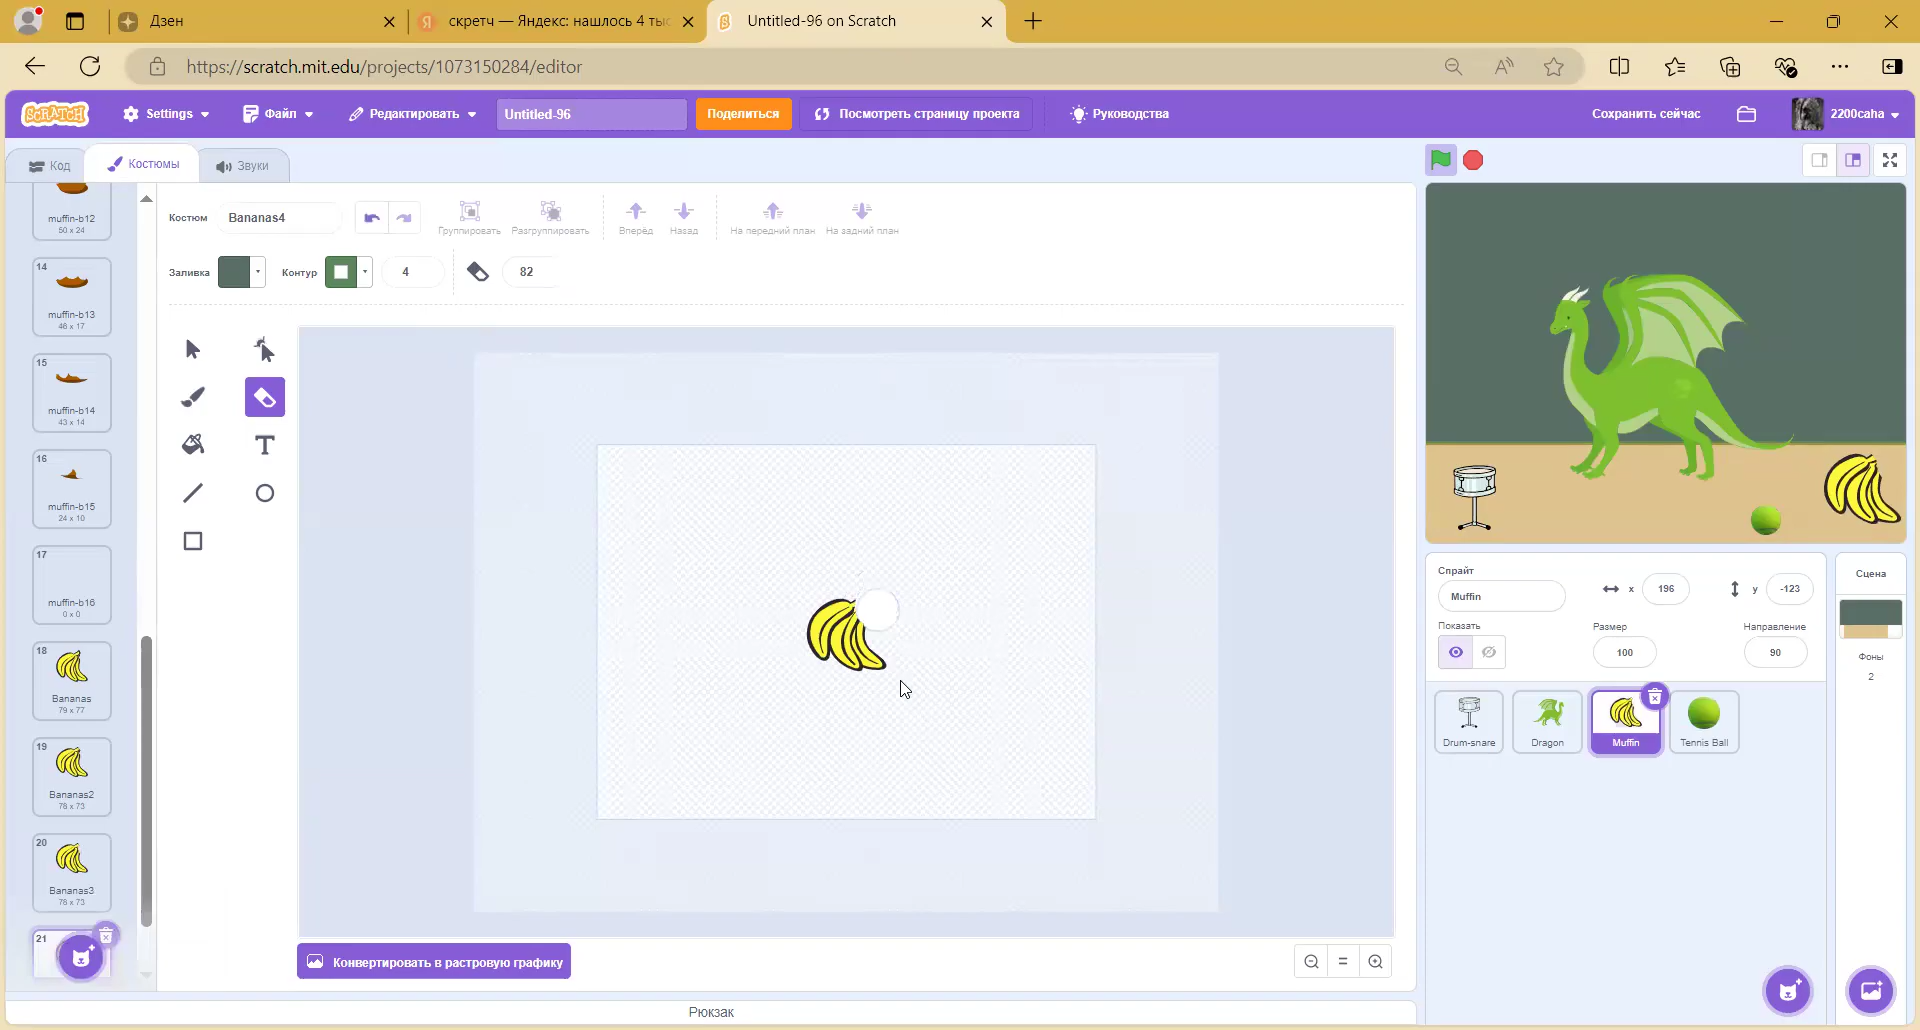 Дзен
скретч — Яндекс: нашлось 4 тыс
Untitled-96 on Scratch
https://scratch.mit.edu/projects/1073150284/editor
SCRATCH
Settings
Файл
Редактировать
Untitled-96
Поделиться
Посмотреть страницу проекта
Руководства
Сохранить сейчас
2200caha
Код
Костюмы
Звуки
muffin-b12
50 x 24
14
muffin-b13
46 x 17
15
muffin-b14
43 x 14
16
muffin-b15
24 x 10
17
muffin-b16
0 x 0
18
Bananas
79 x 77
19
Bananas2
78 x 73
20
Bananas3
78 x 73
21
Костюм
Bananas4
Группировать
Разгруппировать
Вперёд
Назад
На передний план
На задний план
Заливка
Контур
4
82
T
Конвертировать в растровую графику
Рюкзак
Спрайт
Muffin
x
196
y
-123
Показать
Размер
100
Направление
90
Drum-snare
Dragon
Muffin
Tennis Ball
Сцена
Фоны
2